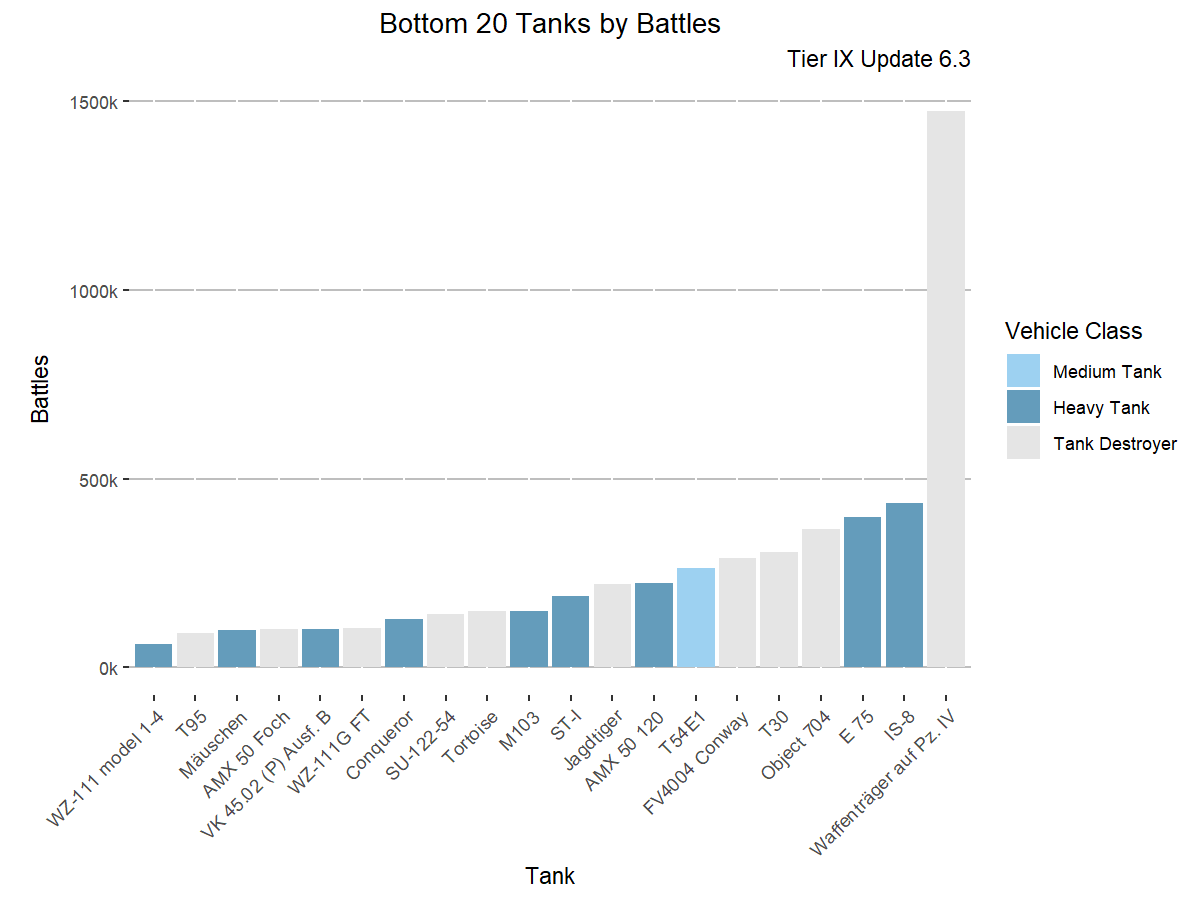 Bottom 20 Tanks by Battles
Tier IX Update 6.3
1500k
1000k
500k
0k
Battles
WZ-111 model 1-4
T95
Mäuschen
AMX 50 Foch
VK 45.02 (P) Ausf. B
WZ-111G FT
Conqueror
SU-122-54
Tortoise
M103
ST-I
Jagdtiger
AMX 50 120
T54E1
FV4004 Conway
T30
Object 704
E 75
IS-8
Waffenträger auf Pz. IV
Tank
Vehicle Class
Medium Tank
Heavy Tank
Tank Destroyer